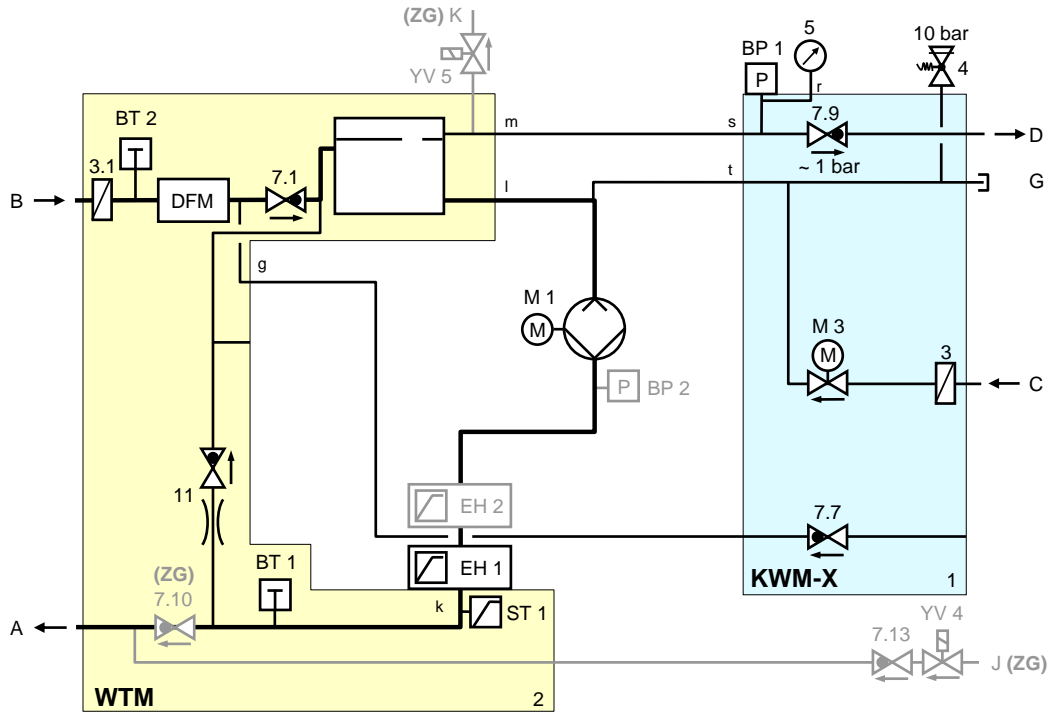 (ZG) K
YV 5
5
BP 1
P
10 bar
4
r
BT 2
T
m
s
7.9
D
3.1
B
DFM
7.1
l
t
~ 1 bar
G
g
M 1
M
M 3
M
3
P
BP 2
C
11
EH 2
7.7
EH 1
KWM-X
1
(ZG)
7.10
BT 1
T
k
ST 1
YV 4
A
7.13
J (ZG)
WTM
2